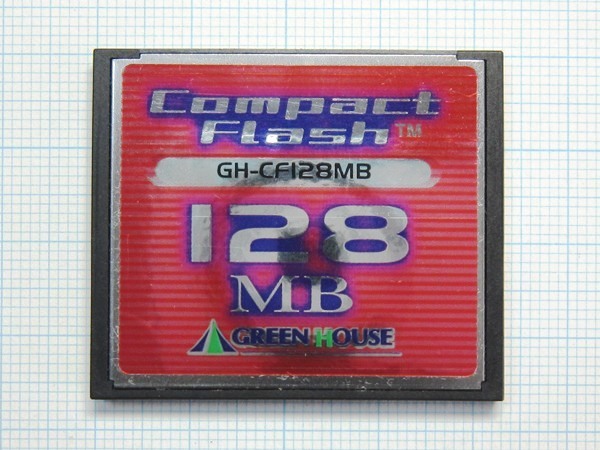 Compact
Flash™
GH-CF128MB
128
MB
GREEN HOUSE